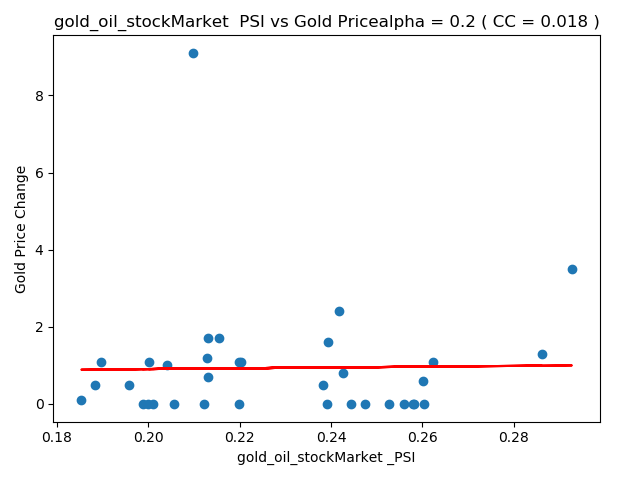 gold_oil_stockMarket  PSI vs Gold Pricealpha = 0.2 ( CC = 0.018 )
Gold Price Change
8
6
4
2
0
0.18 0.20 0.22 0.24 0.26 0.28
gold_oil_stockMarket _PSI